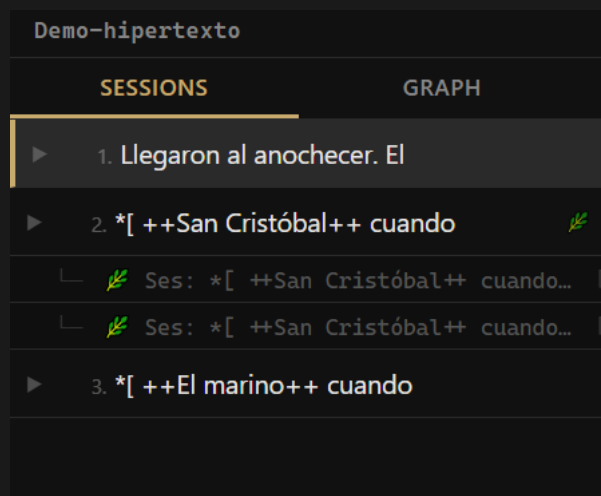 Demo-hipertexto
SESSIONS GRAPH
1. Llegaron al anochecer. El
2. *[ ++San Cristóbal++ cuando
Ses: *[ ++San Cristóbal++ cuando…
Ses: *[ ++San Cristóbal++ cuando…
3. *[ ++El marino++ cuando